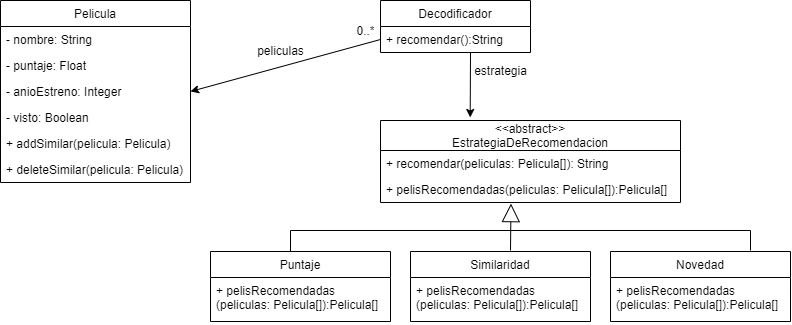 Pelicula
- nombre: String
- puntaje: Float
- anioEstreno: Integer
- visto: Boolean
+ addSimilar(pelicula: Pelicula)
+ deleteSimilar(pelicula: Pelicula)
0..*
peliculas
Decodificador
+ recomendar():String
estrategia
<<abstract>>
EstrategiaDeRecomendacion
+ recomendar(peliculas: Pelicula[]): String
+ pelisRecomendadas(peliculas: Pelicula[]):Pelicula[]
Puntaje
+ pelisRecomendadas
(peliculas: Pelicula[]):Pelicula[]
Similaridad
+ pelisRecomendadas
(peliculas: Pelicula[]):Pelicula[]
Novedad
+ pelisRecomendadas
(peliculas: Pelicula[]):Pelicula[]